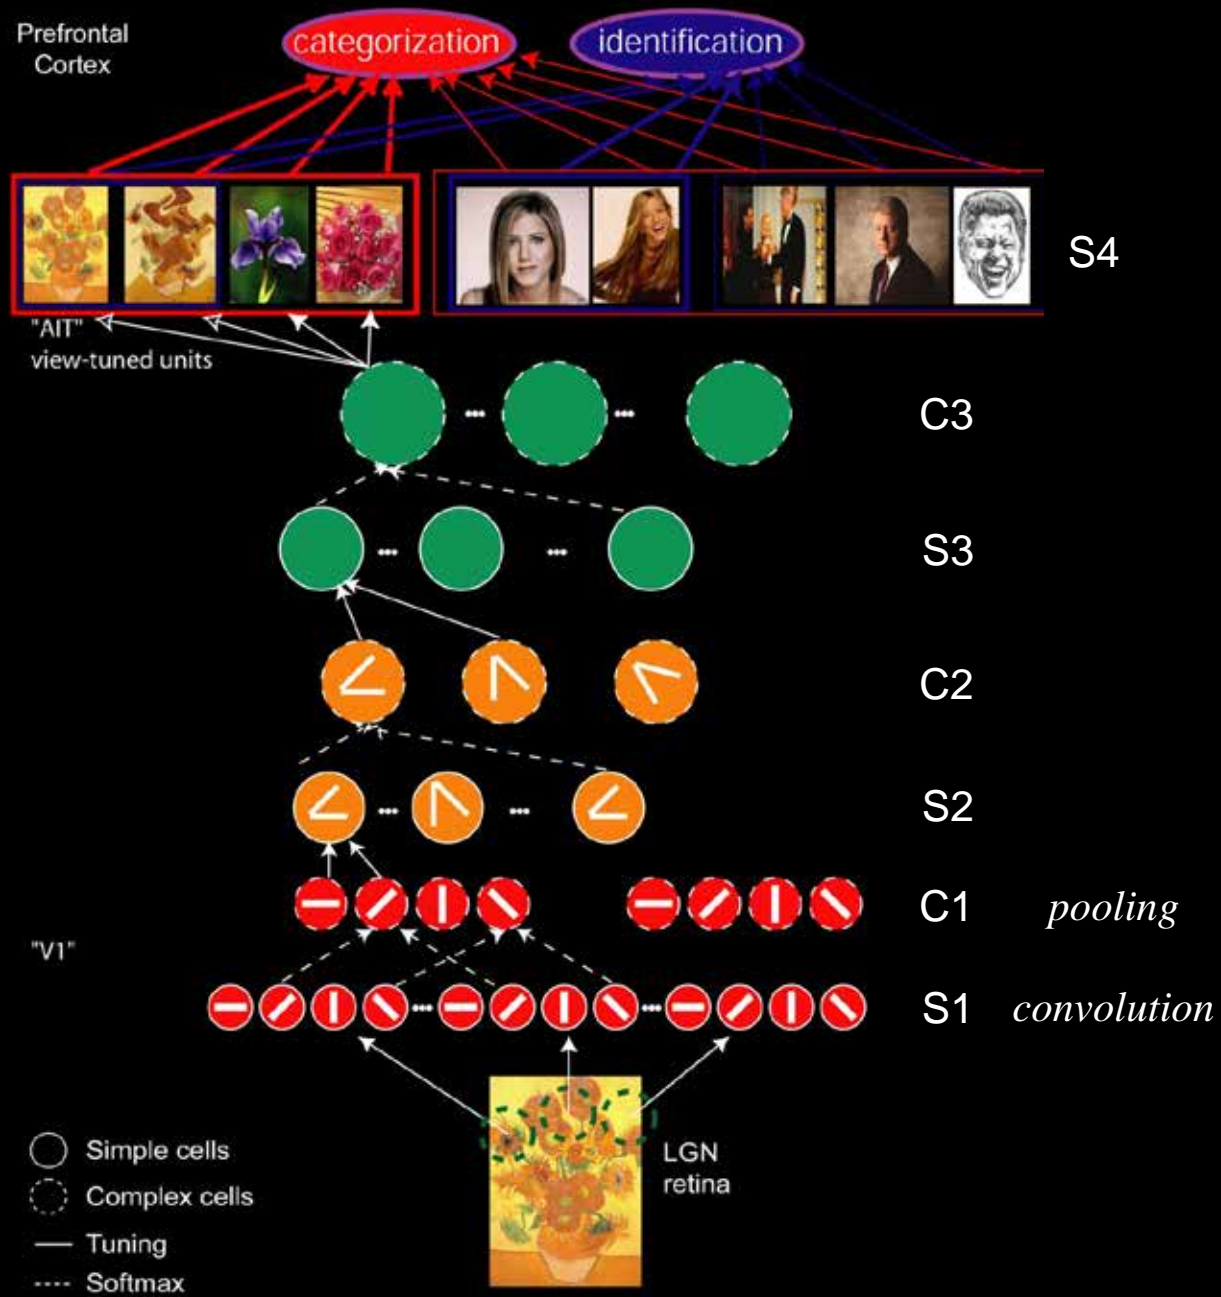 Prefrontal
Cortex
categorization
identification
S4
"AIT"
view-tuned units
C3
S3
C2
S2
C1 pooling
"V1"
S1 convolution
LGN
retina
Simple cells
Complex cells
Tuning
Softmax